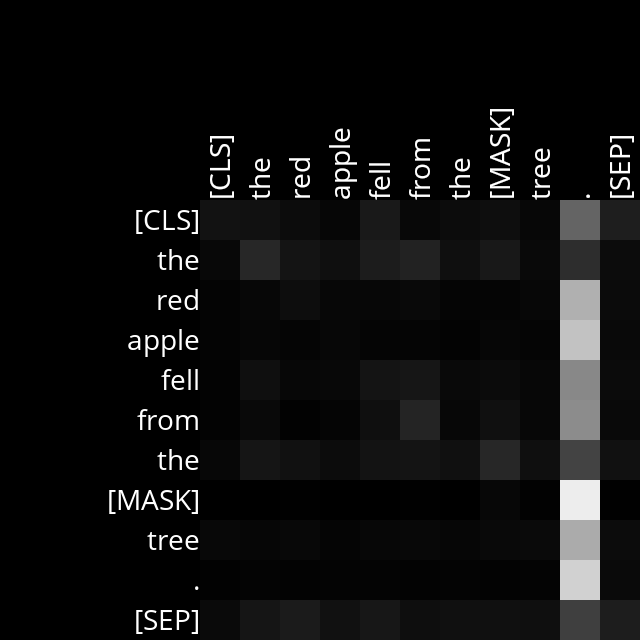 [CLS] the red apple fell from the [MASK] tree . [SEP]
[CLS]
the
red
apple
fell
from
the
[MASK]
tree
.
[SEP]